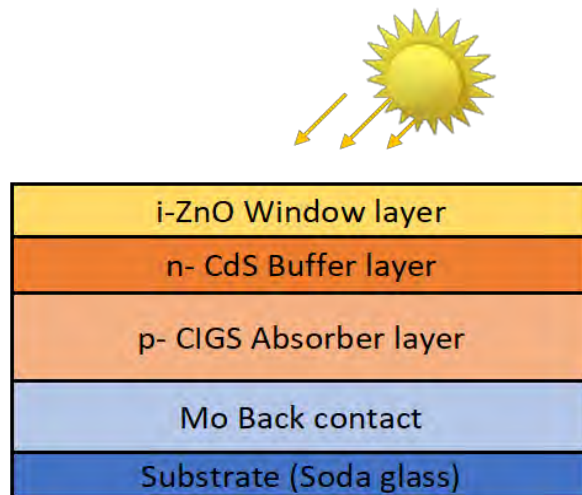 i-ZnO Window layer
n- CdS Buffer layer
p- CIGS Absorber layer
Mo Back contact
Substrate (Soda glass)